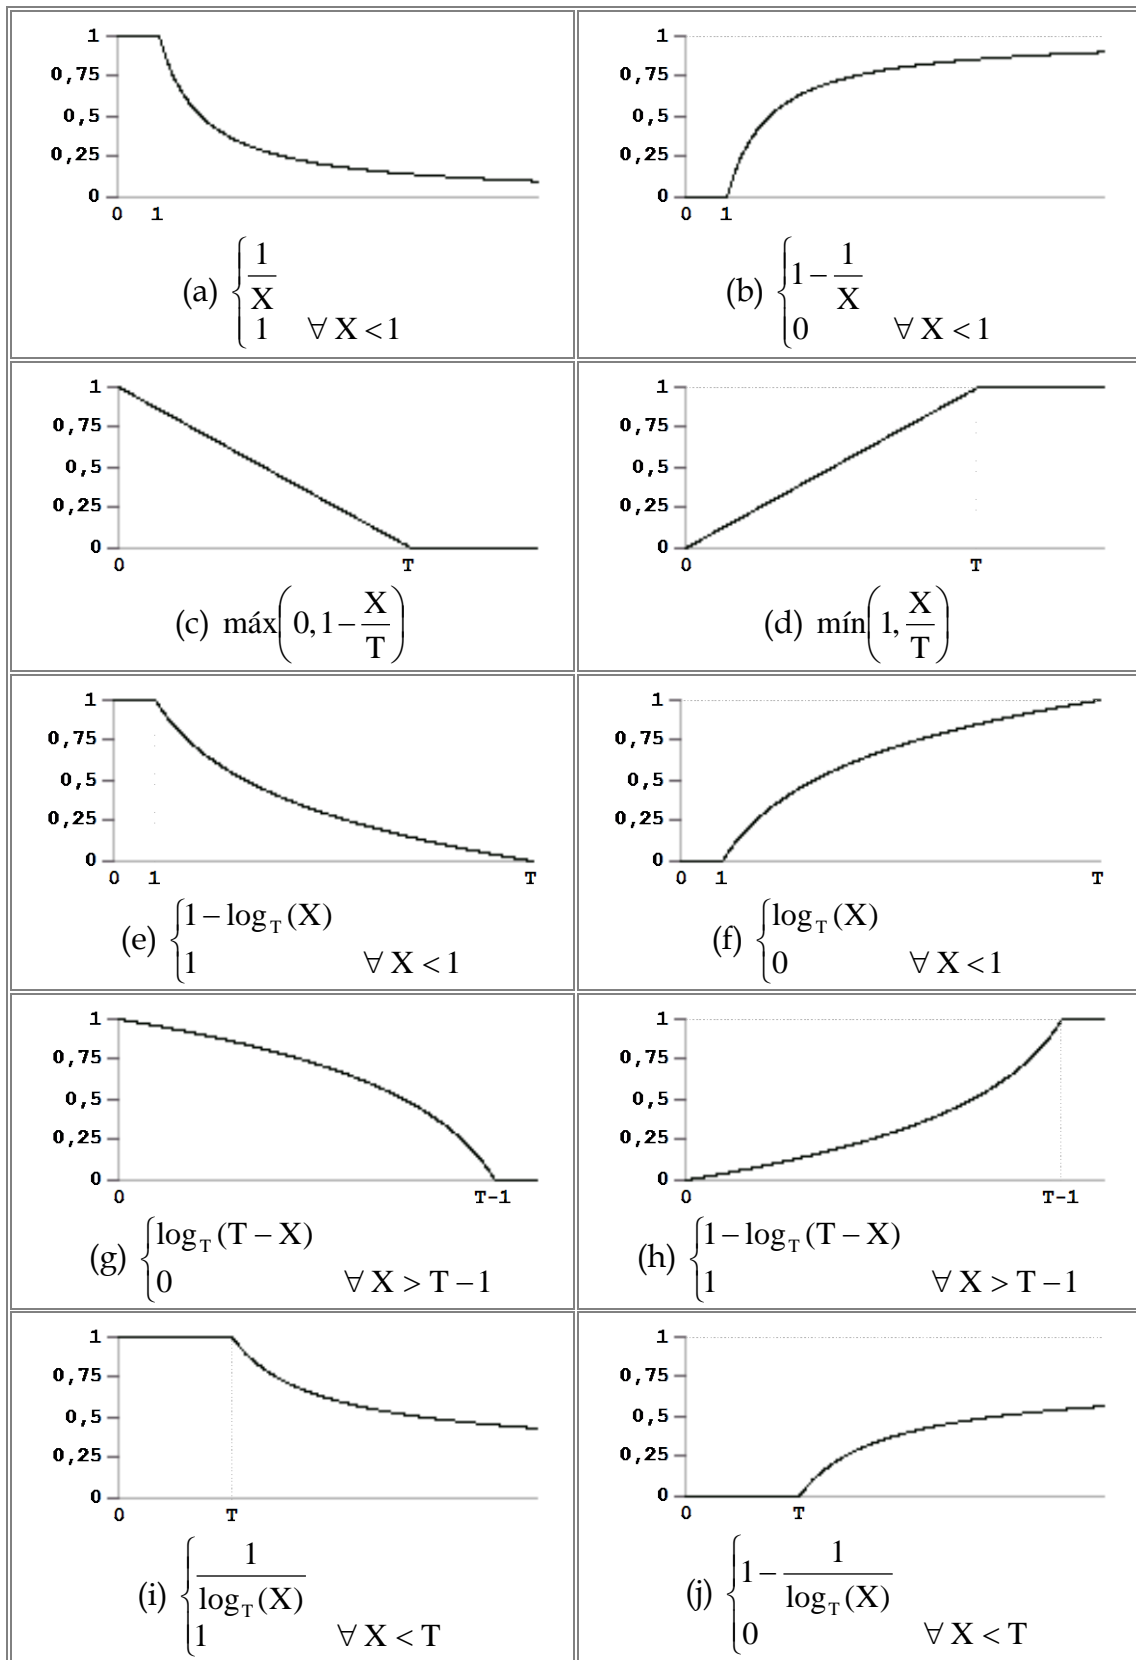 1
0,75
0,5
0,25
0
0 1
(a) { 1/X
1 ∀ X < 1
1
0,75
0,5
0,25
0
0 1
(b) { 1 − 1/X
0 ∀ X < 1
1
0,75
0,5
0,25
0
0 T
(c) máx(0, 1 − X/T)
1
0,75
0,5
0,25
0
0 T
(d) mín(1, X/T)
1
0,75
0,5
0,25
0
0 1 T
(e) { 1 − log_T(X)
1 ∀ X < 1
1
0,75
0,5
0,25
0
0 1 T
(f) { log_T(X)
0 ∀ X < 1
1
0,75
0,5
0,25
0
0 T-1
(g) { log_T(T − X)
0 ∀ X > T − 1
1
0,75
0,5
0,25
0
0 T-1
(h) { 1 − log_T(T − X)
1 ∀ X > T − 1
1
0,75
0,5
0,25
0
0 T
(i) { 1/log_T(X)
1 ∀ X < T
1
0,75
0,5
0,25
0
0 T
(j) { 1 − 1/log_T(X)
0 ∀ X < T